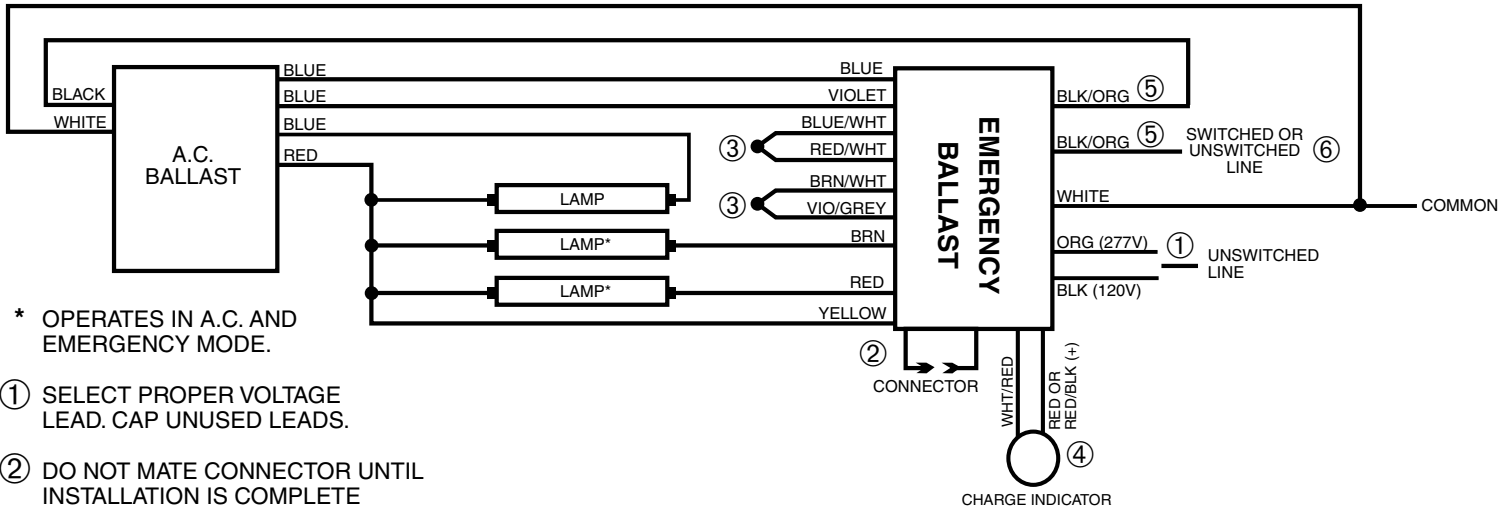 BLACK
WHITE
A.C.
BALLAST
BLUE
BLUE
BLUE
RED
LAMP
LAMP*
LAMP*
③
③
BLUE
VIOLET
BLUE/WHT
RED/WHT
BRN/WHT
VIO/GREY
BRN
RED
YELLOW
EMERGENCY
BALLAST
BLK/ORG ⑤
BLK/ORG ⑤
SWITCHED OR
UNSWITCHED ⑥
LINE
WHITE
COMMON
ORG (277V)
BLK (120V)
① UNSWITCHED
LINE
②
CONNECTOR
WHT/RED
RED OR
RED/BLK (+)
④
CHARGE INDICATOR
* OPERATES IN A.C. AND
EMERGENCY MODE.
① SELECT PROPER VOLTAGE
LEAD. CAP UNUSED LEADS.
② DO NOT MATE CONNECTOR UNTIL
INSTALLATION IS COMPLETE